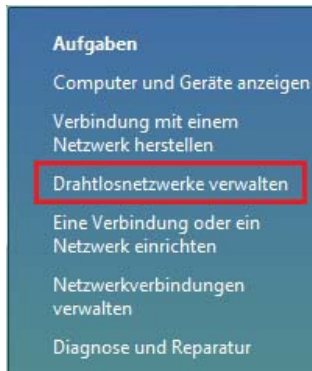 Aufgaben
Computer und Geräte anzeigen
Verbindung mit einem
Netzwerk herstellen
Drahtlosnetzwerke verwalten
Eine Verbindung oder ein
Netzwerk einrichten
Netzwerkverbindungen
verwalten
Diagnose und Reparatur